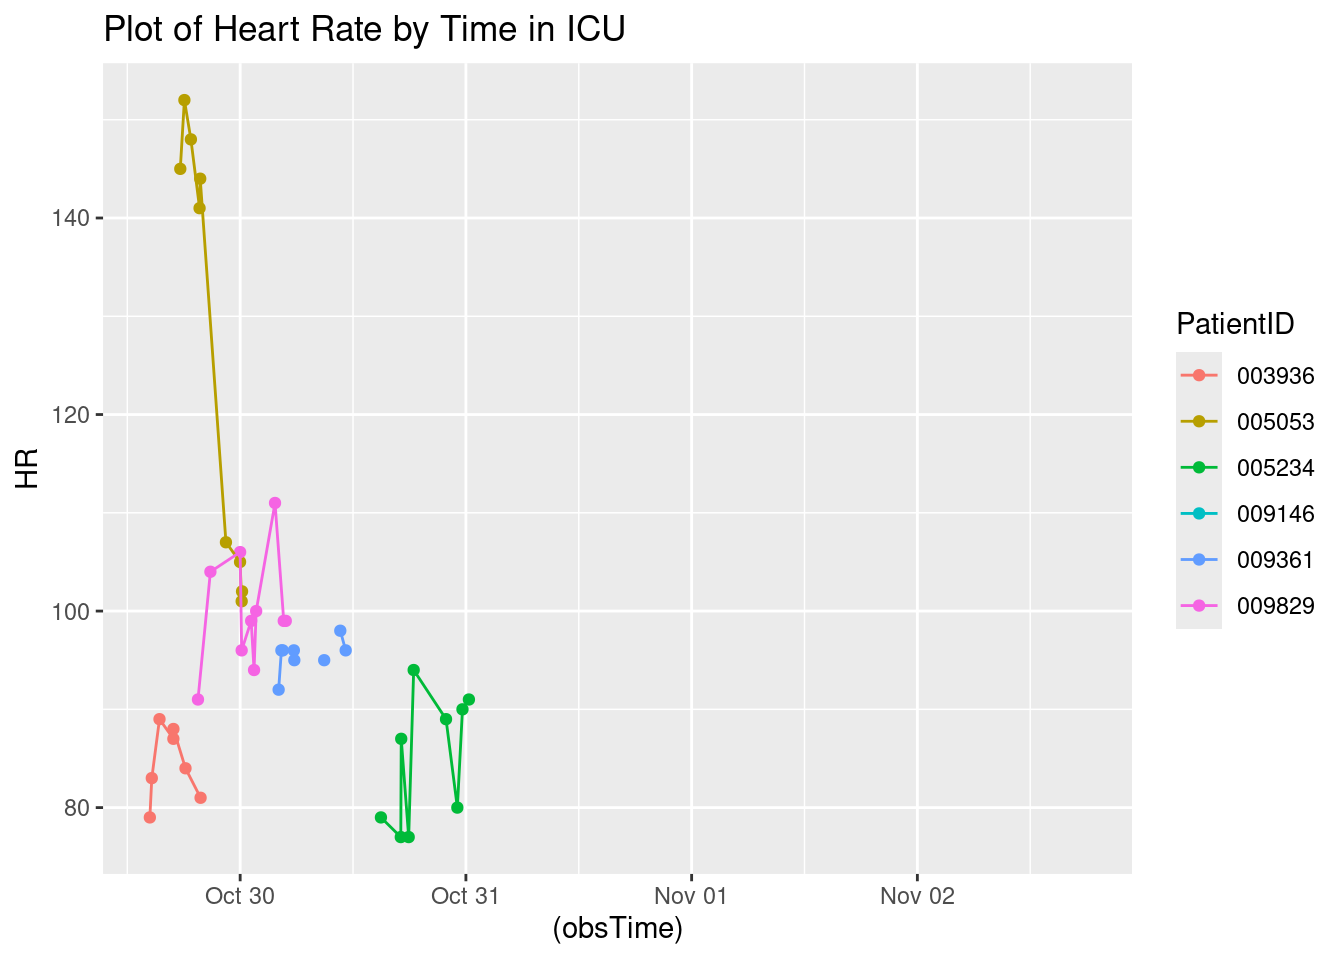 Plot of Heart Rate by Time in ICU
HR
140
120
100
80
Oct 30
Oct 31
Nov 01
Nov 02
(obsTime)
PatientID
003936
005053
005234
009146
009361
009829